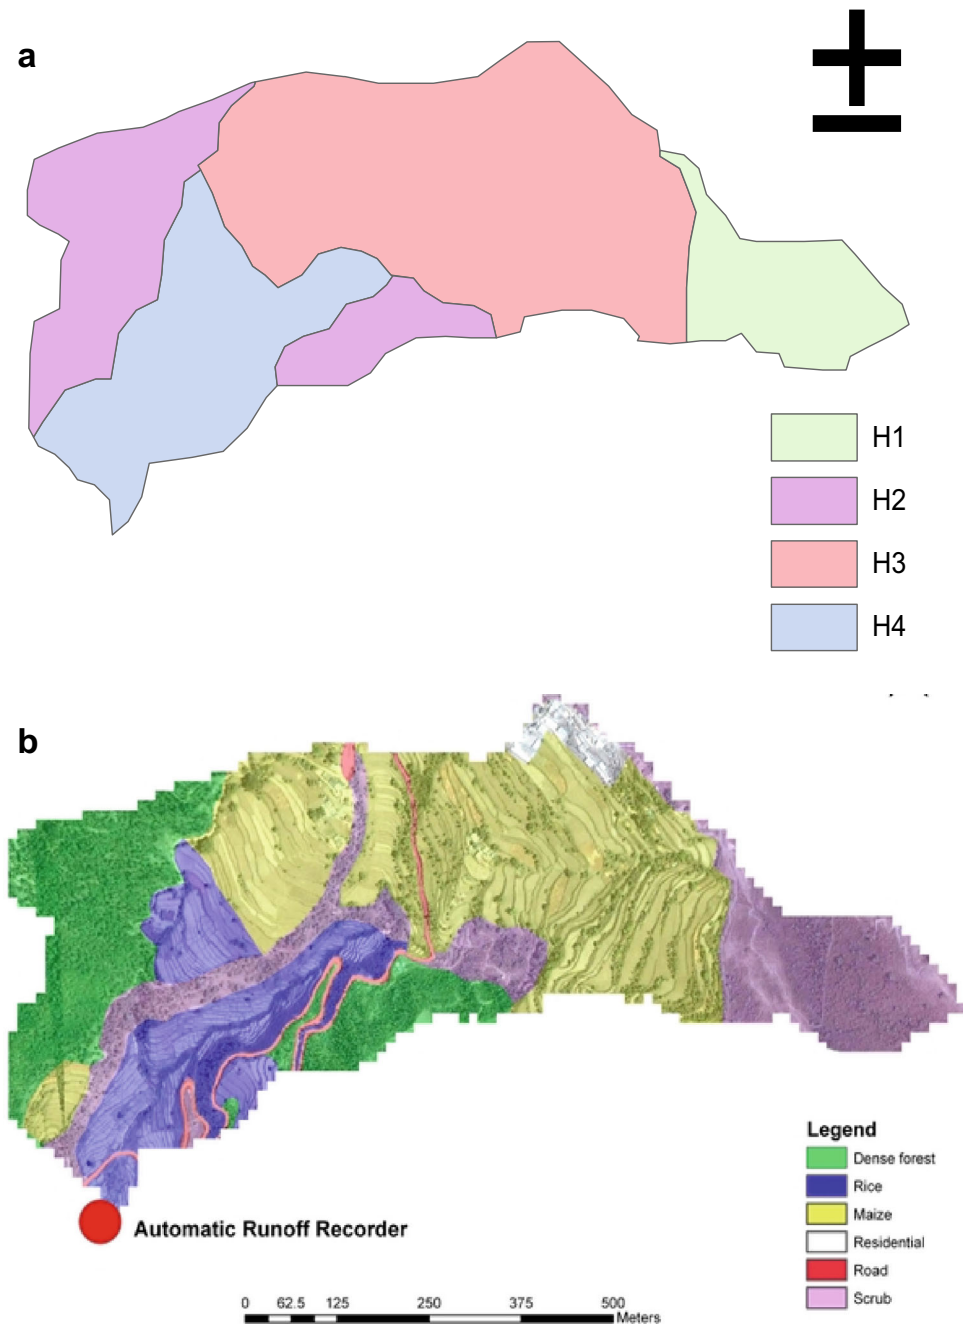 a
H1
H2
H3
H4
b
Legend
Dense forest
Rice
Maize
Residential
Road
Scrub
Automatic Runoff Recorder
0 62.5 125 250 375 500
Meters